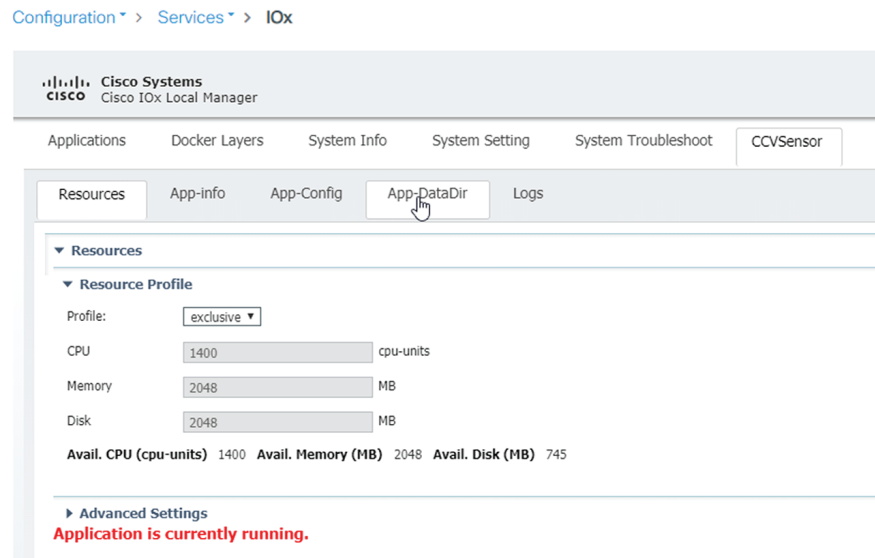 Configuration > Services > IOx
Cisco Systems
CISCO Cisco IOx Local Manager
Applications Docker Layers System Info System Setting System Troubleshoot CCVSensor
Resources App-info App-Config App-DataDir Logs
Resources
Resource Profile
Profile: exclusive
CPU 1400 cpu-units
Memory 2048 MB
Disk 2048 MB
Avail. CPU (cpu-units) 1400 Avail. Memory (MB) 2048 Avail. Disk (MB) 745
Advanced Settings
Application is currently running.